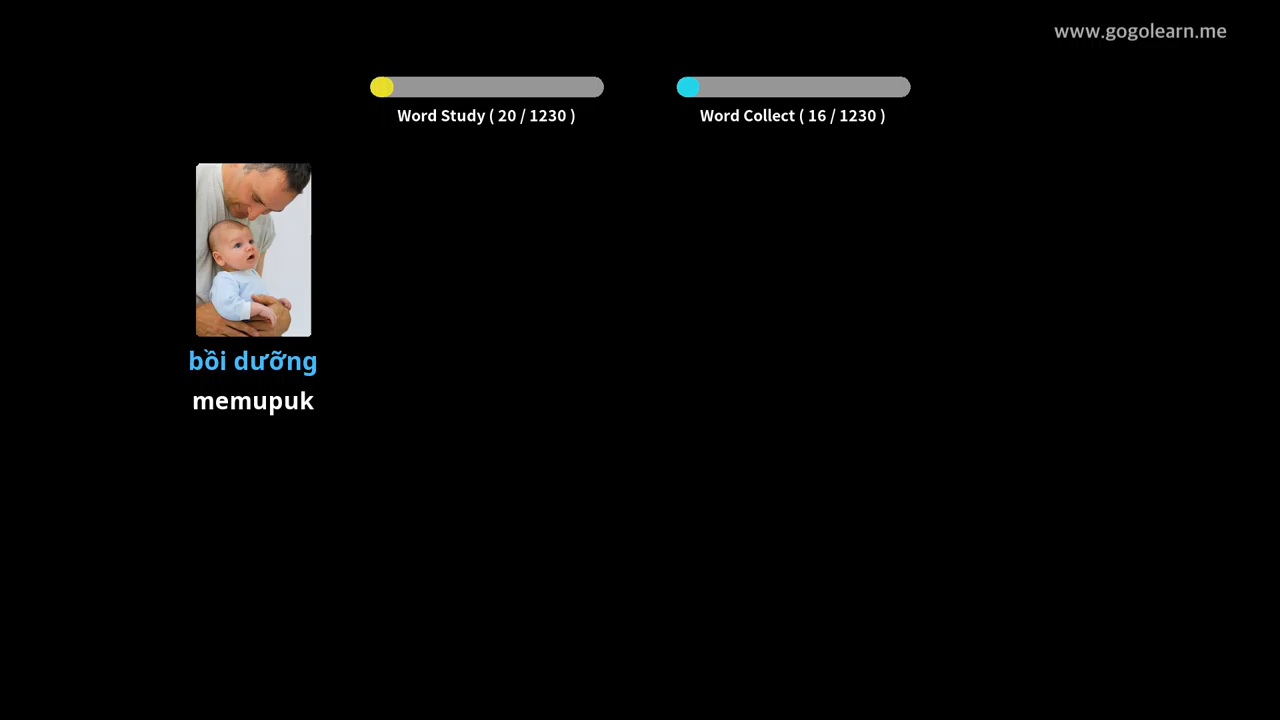 www.gogolearn.me
Word Study ( 20 / 1230 )
Word Collect ( 16 / 1230 )
bồi dưỡng
memupuk